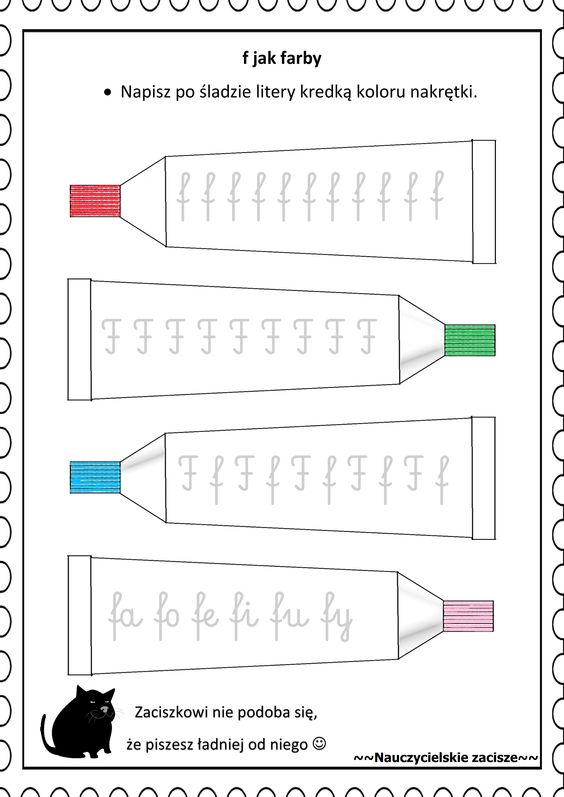 f jak farby
• Napisz po śladzie litery kredką koloru nakrętki.
f f f f f f f f f f f
F F F F F F F F F
F f F f F f F f F f
fa fo fe fi fu fy
Zaciszkowi nie podoba się,
że piszesz ładniej od niego ☺
~~Nauczycielskie zacisze~~